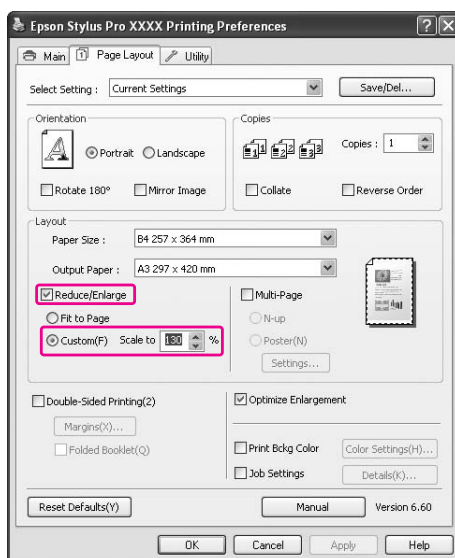 Epson Stylus Pro XXXX Printing Preferences
Main Page Layout Utility
Select Setting : Current Settings Save/Del...
Orientation
Portrait Landscape
Rotate 180° Mirror Image
Copies
Copies : 1
Collate Reverse Order
Layout
Paper Size : B4 257 x 364 mm
Output Paper : A3 297 x 420 mm
Reduce/Enlarge
Fit to Page
Custom(F) Scale to 130 %
Multi-Page
N-up
Poster(N)
Settings...
Double-Sided Printing(2)
Margins(X)...
Folded Booklet(Q)
Optimize Enlargement
Print Bckg Color Color Settings(H)...
Job Settings Details(K)...
Reset Defaults(Y) Manual Version 6.60
OK Cancel Apply Help